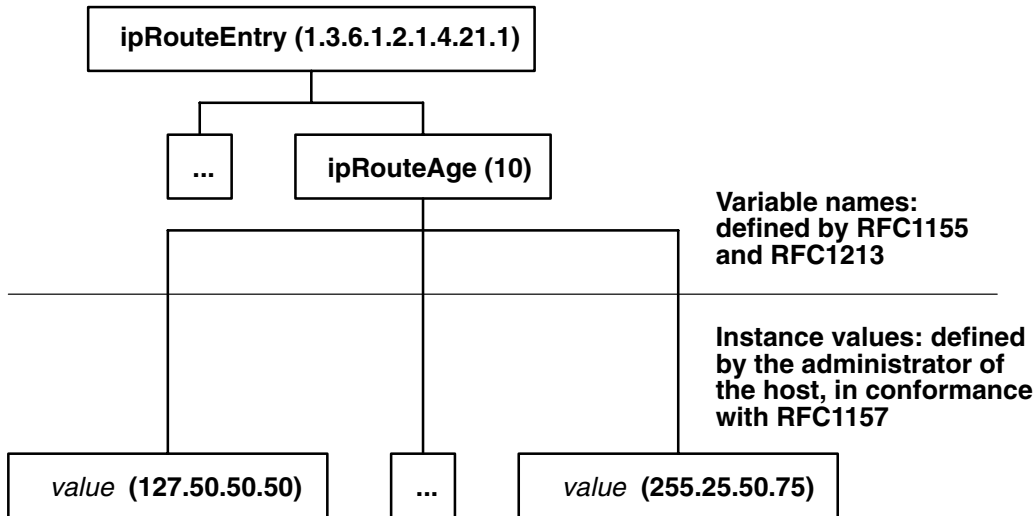 ipRouteEntry (1.3.6.1.2.1.4.21.1)
...
ipRouteAge (10)
Variable names:
defined by RFC1155
and RFC1213
Instance values: defined
by the administrator of
the host, in conformance
with RFC1157
value (127.50.50.50)
...
value (255.25.50.75)